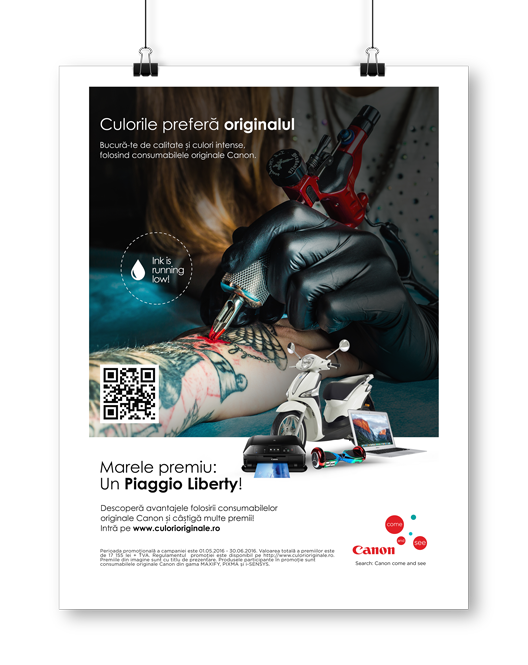 Culorile preferă originalul
Bucură-te de calitate și culori intense,
folosind consumabilele originale Canon.
Ink is
running
low!
Marele premiu:
Un Piaggio Liberty!
Descoperă avantajele folosirii consumabilelor
originale Canon și câștigă multe premii!
Intră pe www.culorioriginale.ro
Perioada promoțională a campaniei este 01.05.2016 - 30.06.2016. Valoarea totală a premiilor este
de 17 155 lei + TVA. Regulamentul promoției este disponibil pe http://www.culorioriginale.ro.
Premiile din imagine sunt cu titlu de prezentare. Produsele participante în promoție sunt
consumabilele originale Canon din gama MAXIFY, PIXMA și i-SENSYS.
come
and
see
Canon
Search: Canon come and see